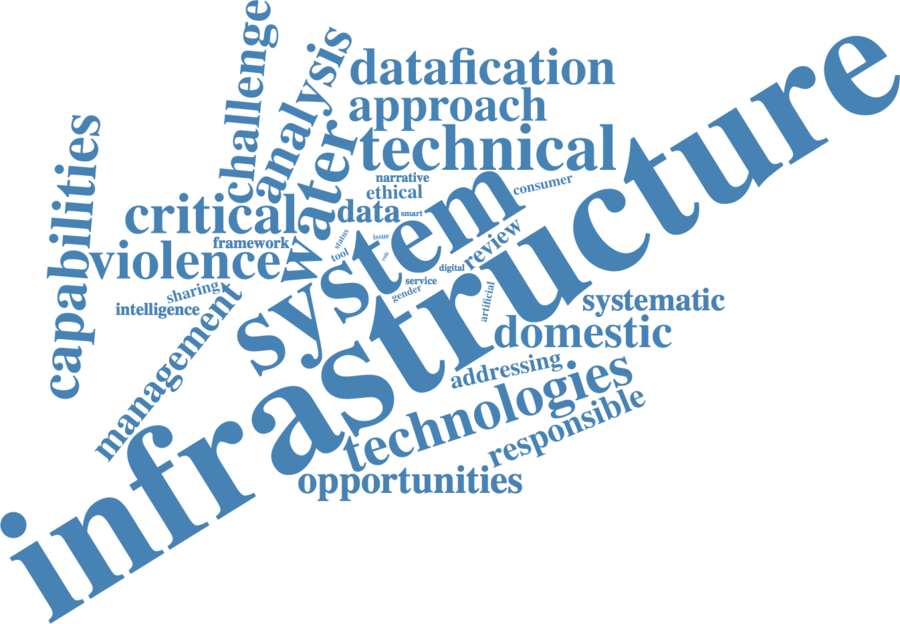 challenge
analysis
datafication
approach
capabilities
water
technical
infrastructure
narrative
ethical
consumer
critical
data
smart
system
framework
status
issue
review
violence
tool
role
digital
service
sharing
gender
artificial
intelligence
systematic
management
domestic
addressing
technologies
responsible
opportunities